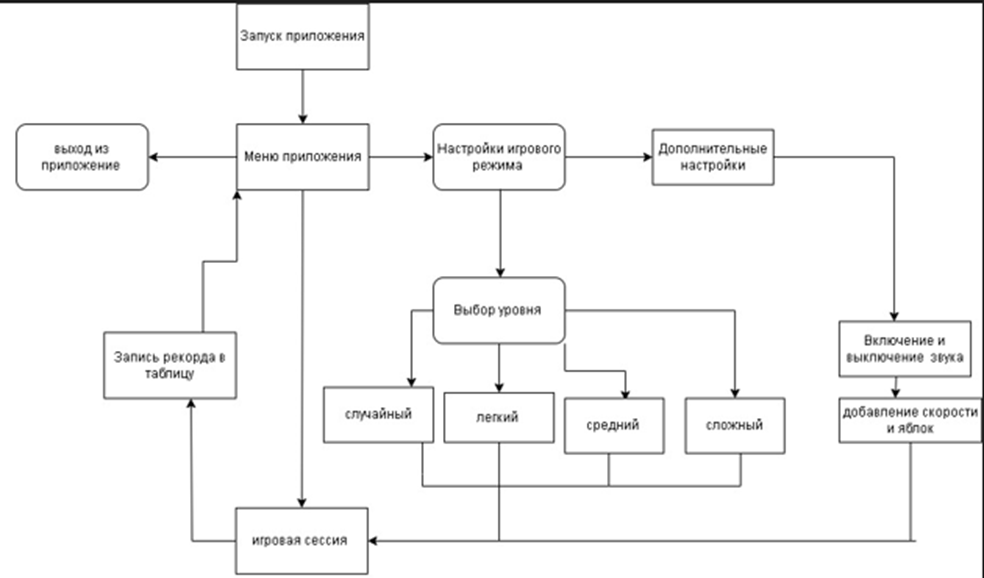 Запуск приложения
выход из
приложение
Меню приложения
Настройки игрового
режима
Дополнительные
настройки
Выбор уровня
Включение и
выключение звука
Запись рекорда в
таблицу
случайный
легкий
средний
сложный
добавление скорости
и яблок
игровая сессия